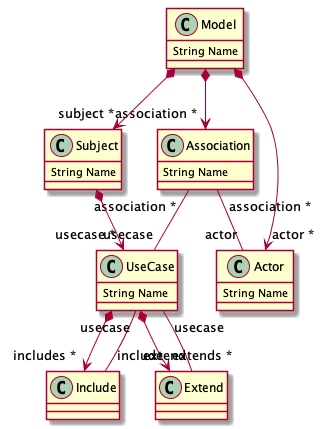 C Model
String Name
subject * association *
C Subject
String Name
C Association
String Name
association * association *
usecase * usecase actor actor *
C UseCase
String Name
C Actor
String Name
usecase usecase
includes * include extend extends *
C Include
C Extend